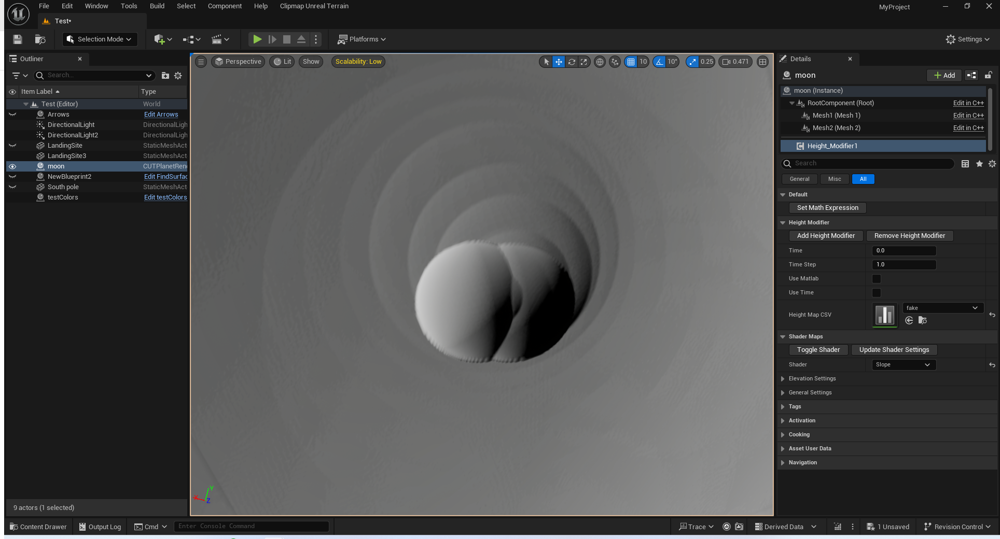 File Edit Window Tools Build Select Component Help Clipmap Unreal Terrain
MyProject
Test*
Selection Mode
Platforms
Settings
Outliner
Search...
Item Label Type
Test (Editor) World
Arrows Edit Arrows
DirectionalLight DirectionalLigh
DirectionalLight2 DirectionalLigh
LandingSite StaticMeshAct
LandingSite3 StaticMeshAct
moon CUTPlanetRen
NewBlueprint2 Edit FindSurfac
South pole StaticMeshAct
testColors Edit testColors
9 actors (1 selected)
Perspective Lit Show Scalability: Low
10 10° 0.25 0.471
X Y Z
Details
moon
Add
moon (Instance)
RootComponent (Root) Edit in C++
Mesh1 (Mesh 1) Edit in C++
Mesh2 (Mesh 2) Edit in C++
Height_Modifier1
Search
General Misc All
Default
Set Math Expression
Height Modifier
Add Height Modifier Remove Height Modifier
Time 0.0
Time Step 1.0
Use Matlab
Use Time
Height Map CSV fake
Shader Maps
Toggle Shader Update Shader Settings
Shader Slope
Elevation Settings
General Settings
Tags
Activation
Cooking
Asset User Data
Navigation
Content Drawer Output Log Cmd Enter Console Command
Trace Derived Data 1 Unsaved Revision Control